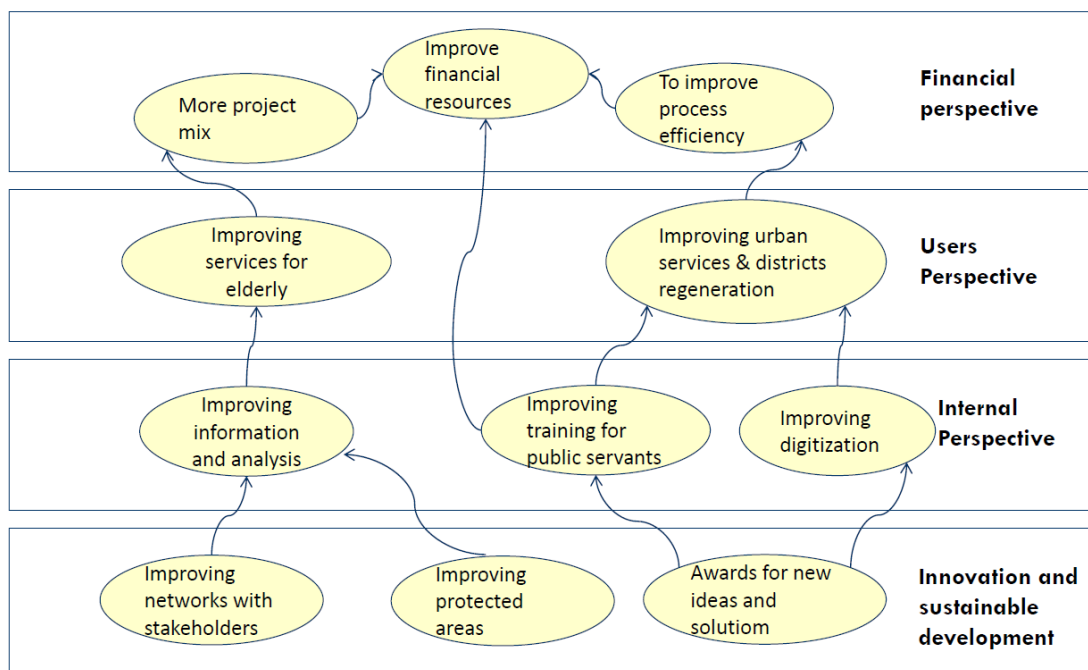 Improve
financial
resources
More project
mix
To improve
process
efficiency
Financial
perspective
Improving
services for
elderly
Improving urban
services & districts
regeneration
Users
Perspective
Improving
information
and analysis
Improving
training for
public servants
Improving
digitization
Internal
Perspective
Improving
networks with
stakeholders
Improving
protected
areas
Awards for new
ideas and
solutiom
Innovation and
sustainable
development